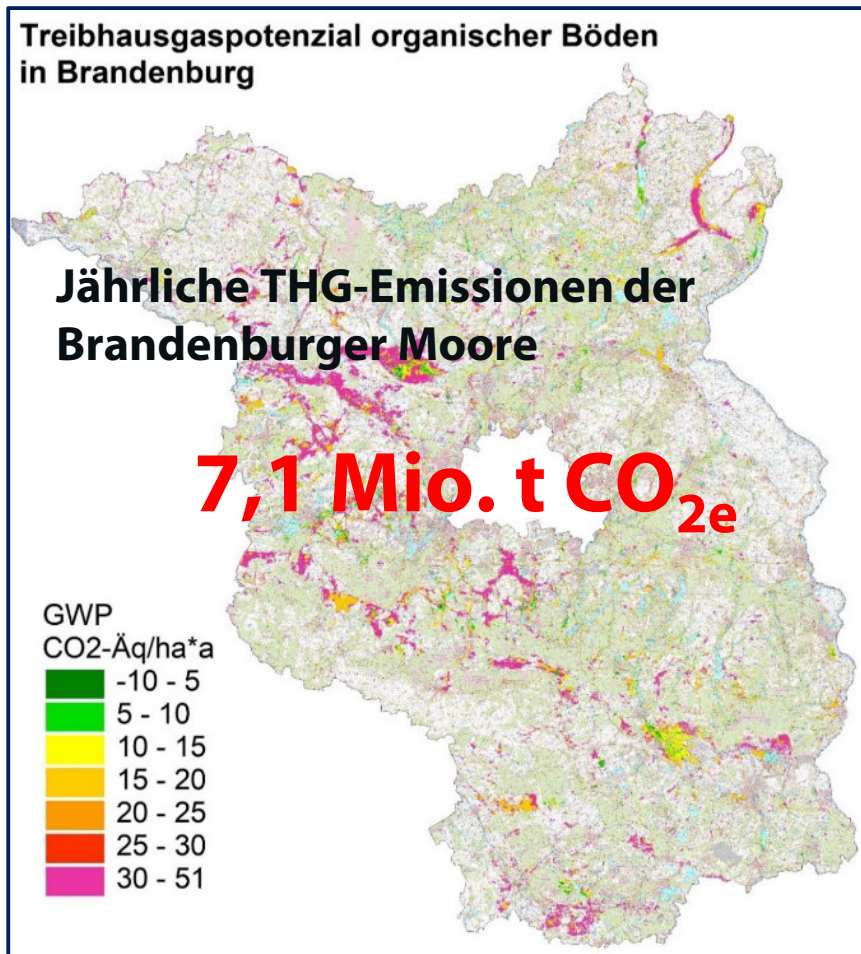 Treibhausgaspotenzial organischer Böden
in Brandenburg
Jährliche THG-Emissionen der
Brandenburger Moore
7,1 Mio. t CO₂e
GWP
CO2-Äq/ha*a
-10 - 5
5 - 10
10 - 15
15 - 20
20 - 25
25 - 30
30 - 51